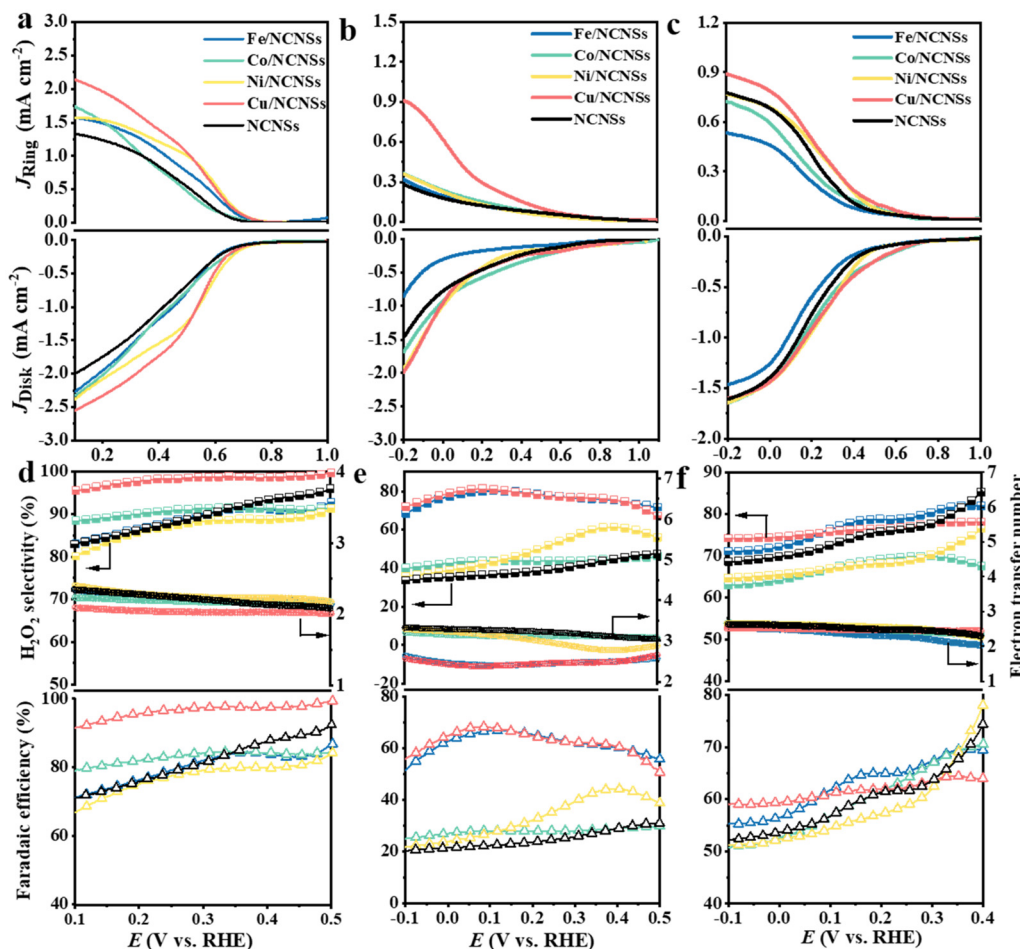 a
3.0
2.5
2.0
1.5
1.0
0.5
0.0
J_Ring (mA cm⁻²)
Fe/NCNSs
Co/NCNSs
Ni/NCNSs
Cu/NCNSs
NCNSs
0.0
-0.5
-1.0
-1.5
-2.0
-2.5
-3.0
J_Disk (mA cm⁻²)
0.2 0.4 0.6 0.8 1.0
b
1.5
1.2
0.9
0.6
0.3
0.0
Fe/NCNSs
Co/NCNSs
Ni/NCNSs
Cu/NCNSs
NCNSs
0.0
-0.5
-1.0
-1.5
-2.0
-2.5
-3.0
-0.2 0.0 0.2 0.4 0.6 0.8 1.0
c
1.2
0.9
0.6
0.3
0.0
Fe/NCNSs
Co/NCNSs
Ni/NCNSs
Cu/NCNSs
NCNSs
0.0
-0.5
-1.0
-1.5
-2.0
-0.2 0.0 0.2 0.4 0.6 0.8 1.0
d
100
90
80
70
60
50
H₂O₂ selectivity (%)
4
3
2
1
100
80
60
40
Faradaic efficiency (%)
0.1 0.2 0.3 0.4 0.5
E (V vs. RHE)
e
80
60
40
20
0
-20
7
6
5
4
3
2
60
40
20
0
-0.1 0.0 0.1 0.2 0.3 0.4 0.5
E (V vs. RHE)
f
90
80
70
60
50
40
7
6
5
4
3
2
1
Electron transfer number
80
70
60
50
40
-0.1 0.0 0.1 0.2 0.3 0.4
E (V vs. RHE)